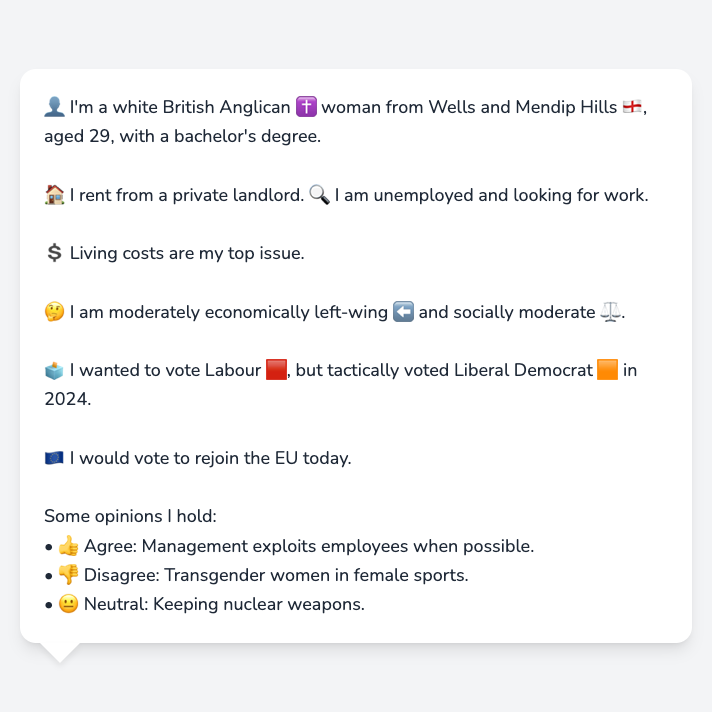 👤 I'm a white British Anglican ✝️ woman from Wells and Mendip Hills 🏴󠁧󠁢󠁥󠁮󠁧󠁿,
aged 29, with a bachelor's degree.
🏠 I rent from a private landlord. 🔍 I am unemployed and looking for work.
💲 Living costs are my top issue.
🤔 I am moderately economically left-wing ⬅️ and socially moderate ⚖️.
🗳️ I wanted to vote Labour 🟥, but tactically voted Liberal Democrat 🟧 in
2024.
🇪🇺 I would vote to rejoin the EU today.
Some opinions I hold:
• 👍 Agree: Management exploits employees when possible.
• 👎 Disagree: Transgender women in female sports.
• 😐 Neutral: Keeping nuclear weapons.